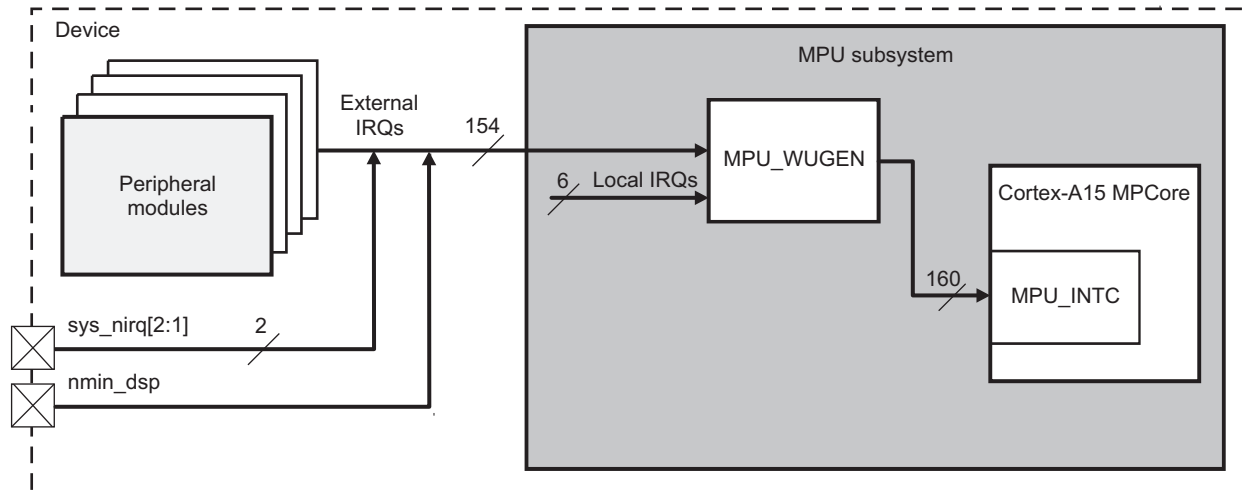 Device
MPU subsystem
External
IRQs
154
MPU_WUGEN
Peripheral
modules
6
Local IRQs
Cortex-A15 MPCore
160
MPU_INTC
sys_nirq[2:1]
2
nmin_dsp